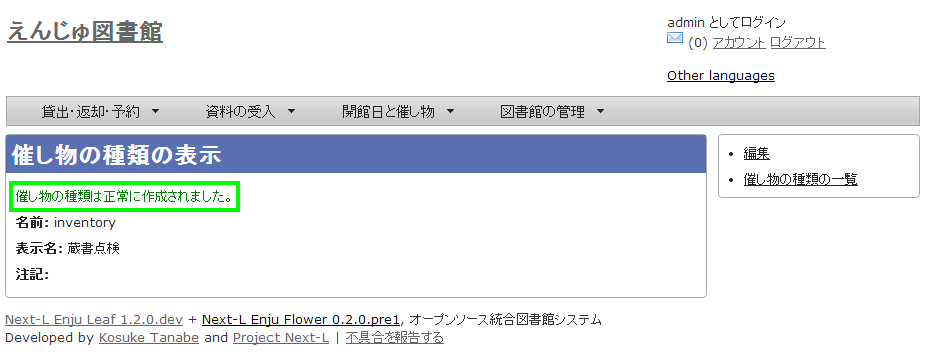 えんじゅ図書館
admin としてログイン
(0) アカウント ログアウト
Other languages
貸出・返却・予約 ▼ 資料の受入 ▼ 開館日と催し物 ▼ 図書館の管理 ▼
催し物の種類の表示
催し物の種類は正常に作成されました。
名前: inventory
表示名: 蔵書点検
注記:
• 編集
• 催し物の種類の一覧
Next-L Enju Leaf 1.2.0.dev + Next-L Enju Flower 0.2.0.pre1, オープンソース統合図書館システム
Developed by Kosuke Tanabe and Project Next-L | 不具合を報告する